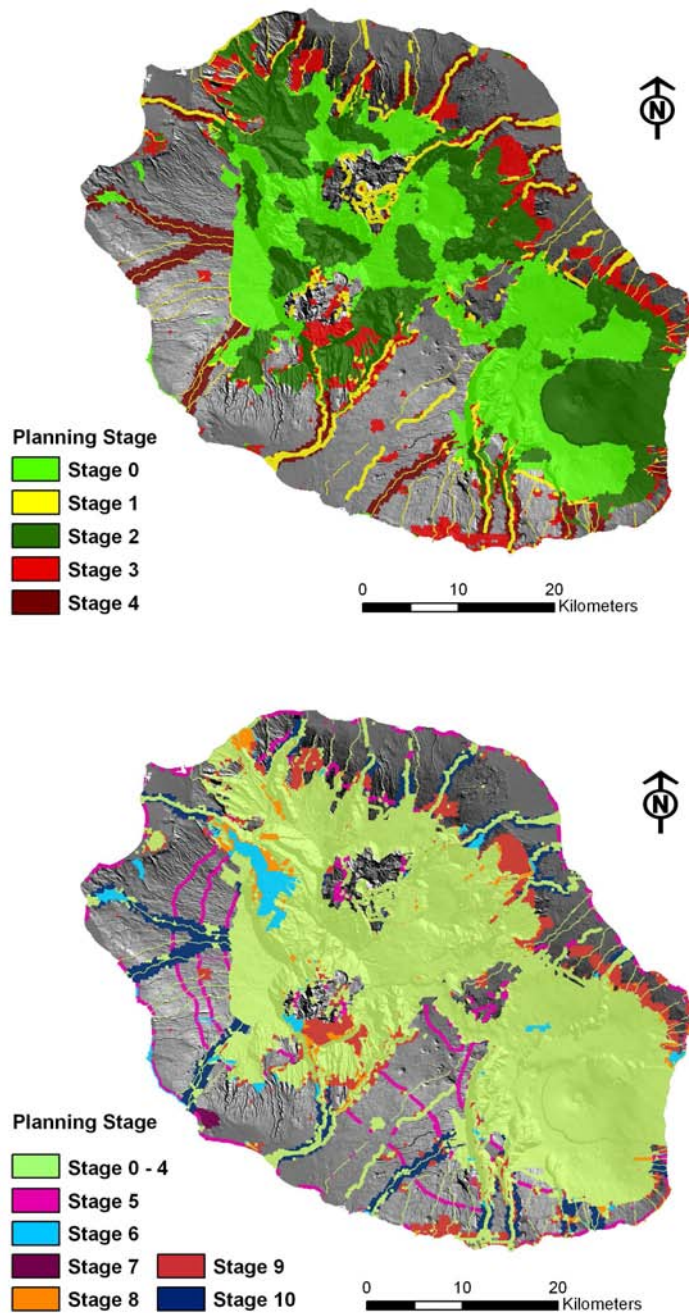 N
Planning Stage
Stage 0
Stage 1
Stage 2
Stage 3
Stage 4
0 10 20
Kilometers
N
Planning Stage
Stage 0 - 4
Stage 5
Stage 6
Stage 7
Stage 9
Stage 8
Stage 10
0 10 20
Kilometers